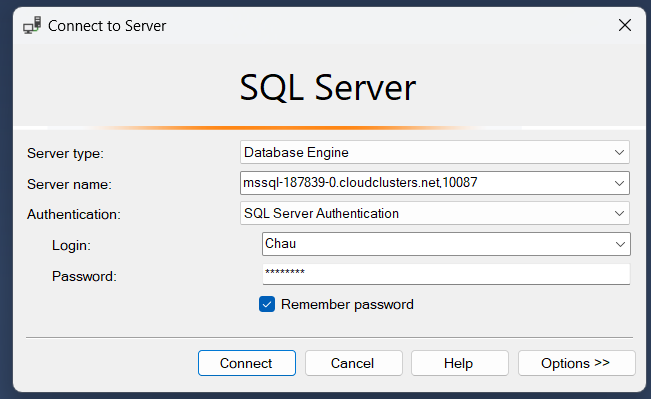 Connect to Server
SQL Server
Server type: Database Engine
Server name: mssql-187839-0.cloudclusters.net,10087
Authentication: SQL Server Authentication
Login: Chau
Password: ********
Remember password
Connect Cancel Help Options >>